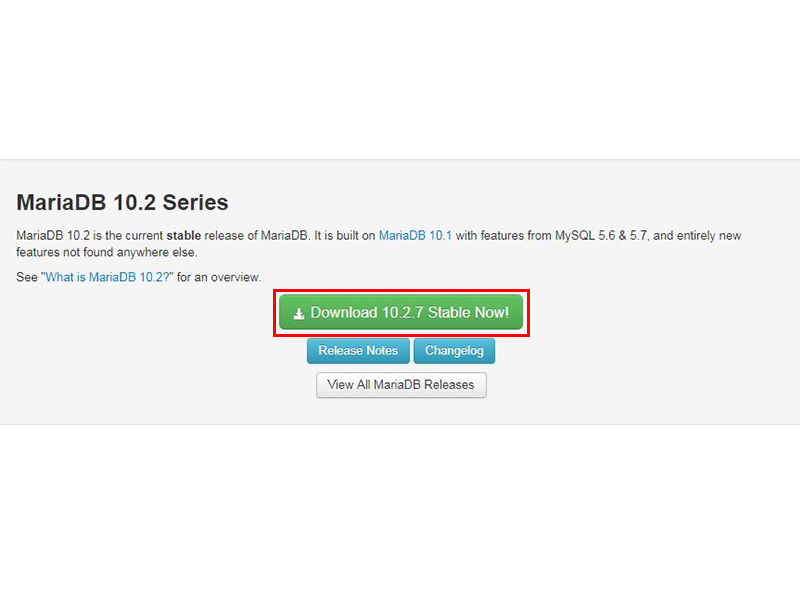 MariaDB 10.2 Series
MariaDB 10.2 is the current stable release of MariaDB. It is built on MariaDB 10.1 with features from MySQL 5.6 & 5.7, and entirely new
features not found anywhere else.
See "What is MariaDB 10.2?" for an overview.
Download 10.2.7 Stable Now!
Release Notes Changelog
View All MariaDB Releases